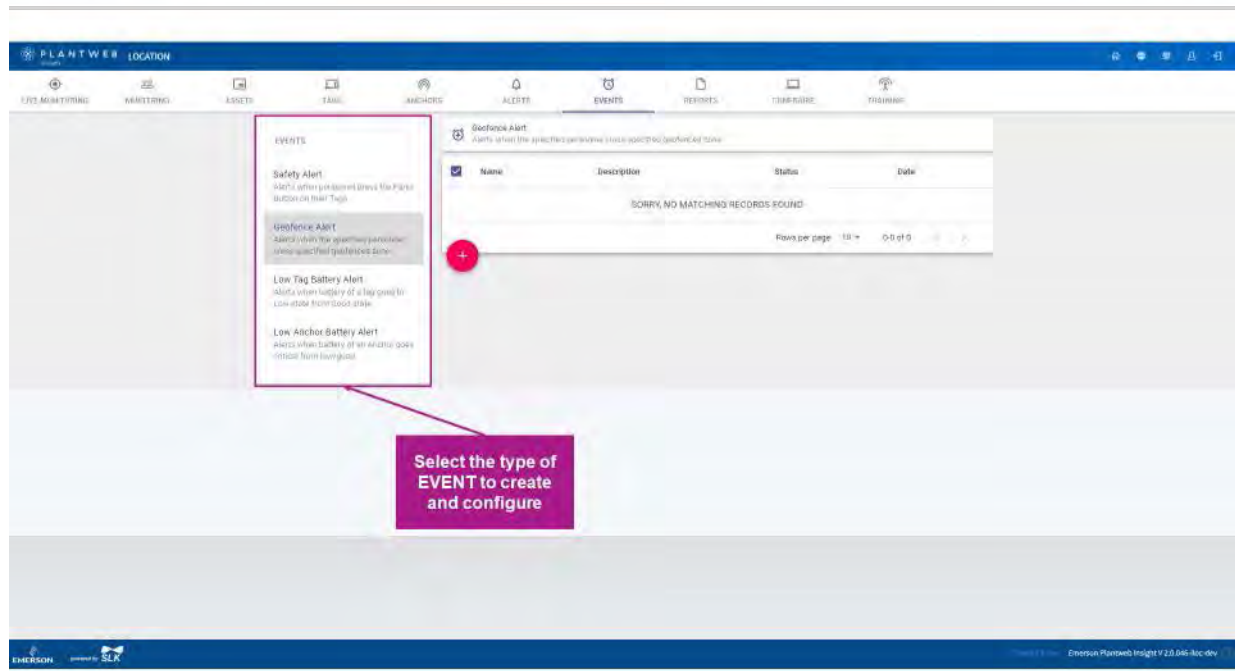 PLANTWEB LOCATION
LIVE MONITORING
ASSETS
TAGS
ANCHORS
ALERTS
EVENTS
REPORTS
TRAINING
EVENTS
Safety Alert
Alerts when personnel press the Panic
Button on their Tags
Geofence Alert
Alerts when the specified personnel
cross specified geofenced zone
Low Tag Battery Alert
Alerts when battery of a tag goes to
Low state from Good state
Low Anchor Battery Alert
Alerts when battery of an anchor goes
critical from low/good
Geofence Alert
Alerts when the specified personnel cross specified geofenced zone
Name Description Status Date
SORRY, NO MATCHING RECORDS FOUND
Rows per page 10 0-0 of 0
+
Select the type of
EVENT to create
and configure
EMERSON powered by SLK
Emerson Plantweb Insight V 2.0.046-iloc-dev